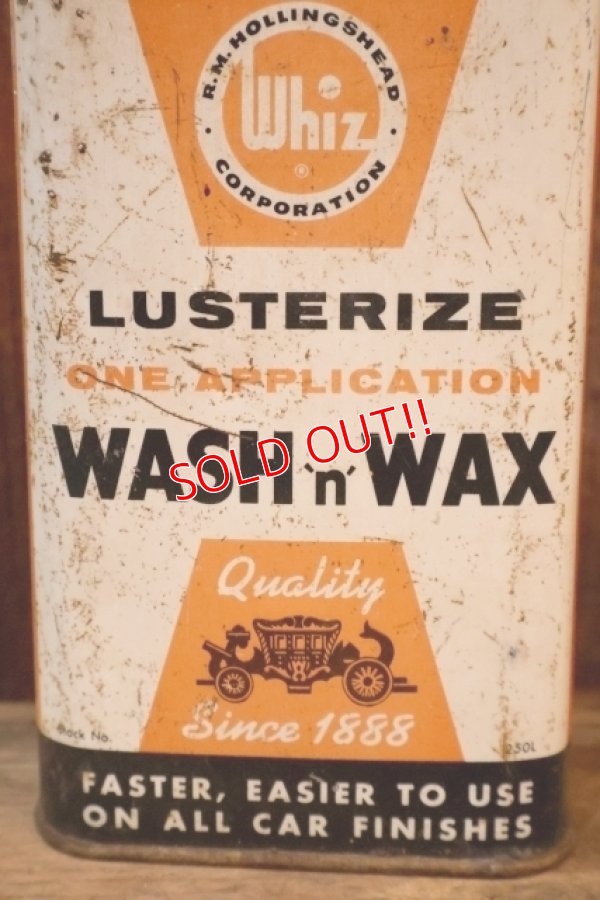 R.M. HOLLINGSHEAD
Whiz
®
CORPORATION
LUSTERIZE
ONE APPLICATION
WASH 'n' WAX
SOLD OUT!!
Quality
Since 1888
Stock No.
250L
FASTER, EASIER TO USE
ON ALL CAR FINISHES